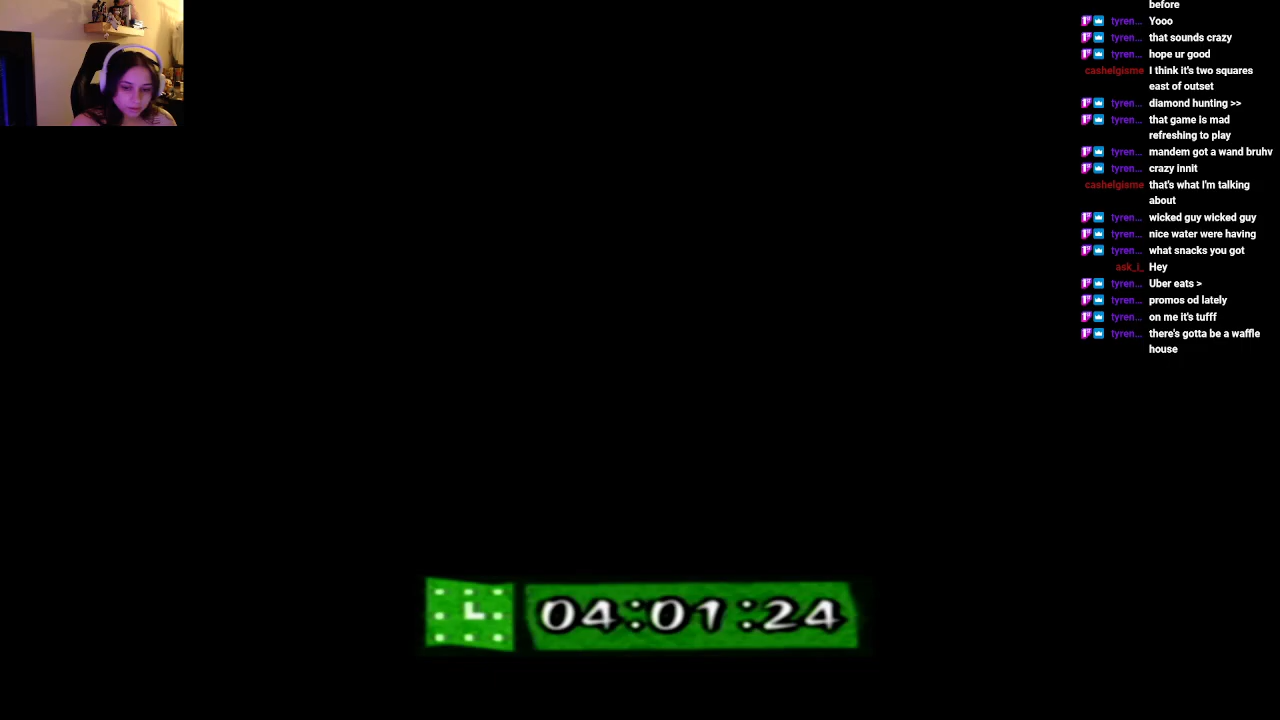 before
tyren... Yooo
tyren... that sounds crazy
tyren... hope ur good
cashelgisme I think it's two squares
east of outset
tyren... diamond hunting >>
tyren... that game is mad
refreshing to play
tyren... mandem got a wand bruhv
tyren... crazy innit
cashelgisme that's what I'm talking
about
tyren... wicked guy wicked guy
tyren... nice water were having
tyren... what snacks you got
ask_i_ Hey
tyren... Uber eats >
tyren... promos od lately
tyren... on me it's tufff
tyren... there's gotta be a waffle
house
04:01:24